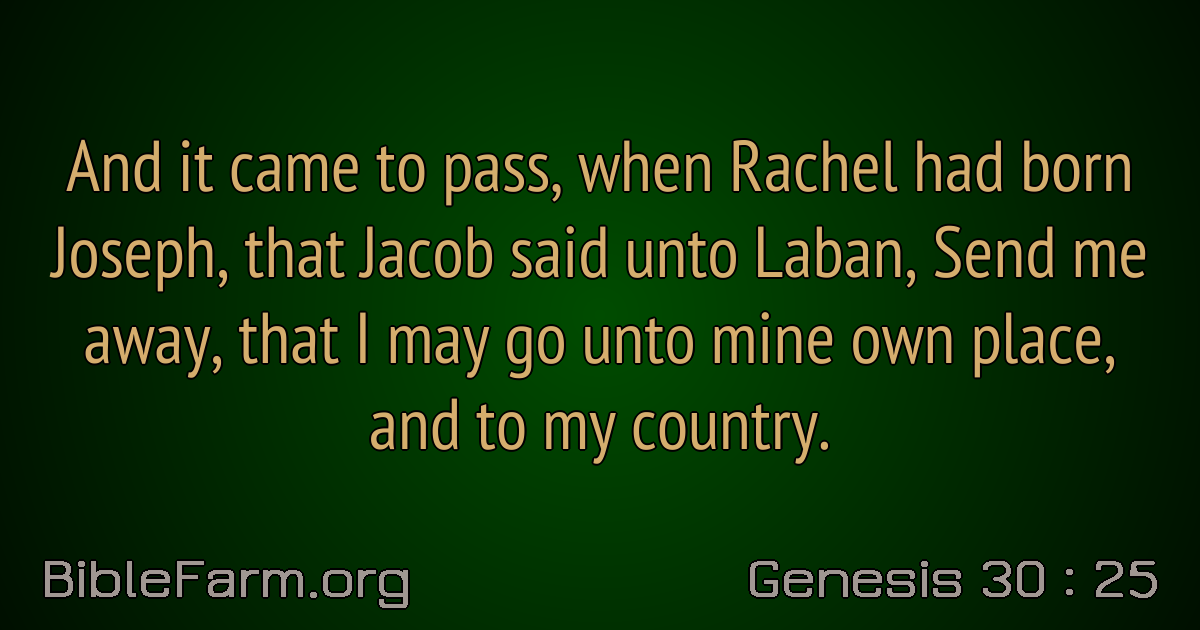 And it came to pass, when Rachel had born
Joseph, that Jacob said unto Laban, Send me
away, that I may go unto mine own place,
and to my country.
BibleFarm.org
Genesis 30 : 25